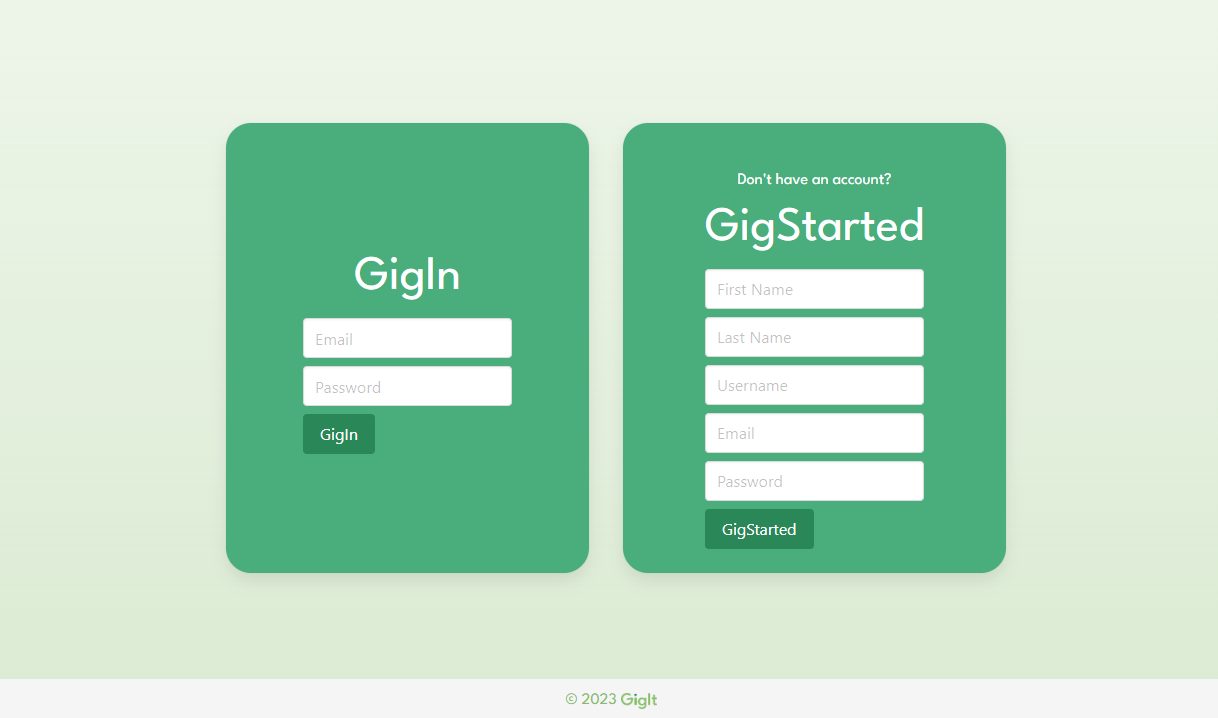 GigIn
Email
Password
GigIn
Don't have an account?
GigStarted
First Name
Last Name
Username
Email
Password
GigStarted
© 2023 GigIt